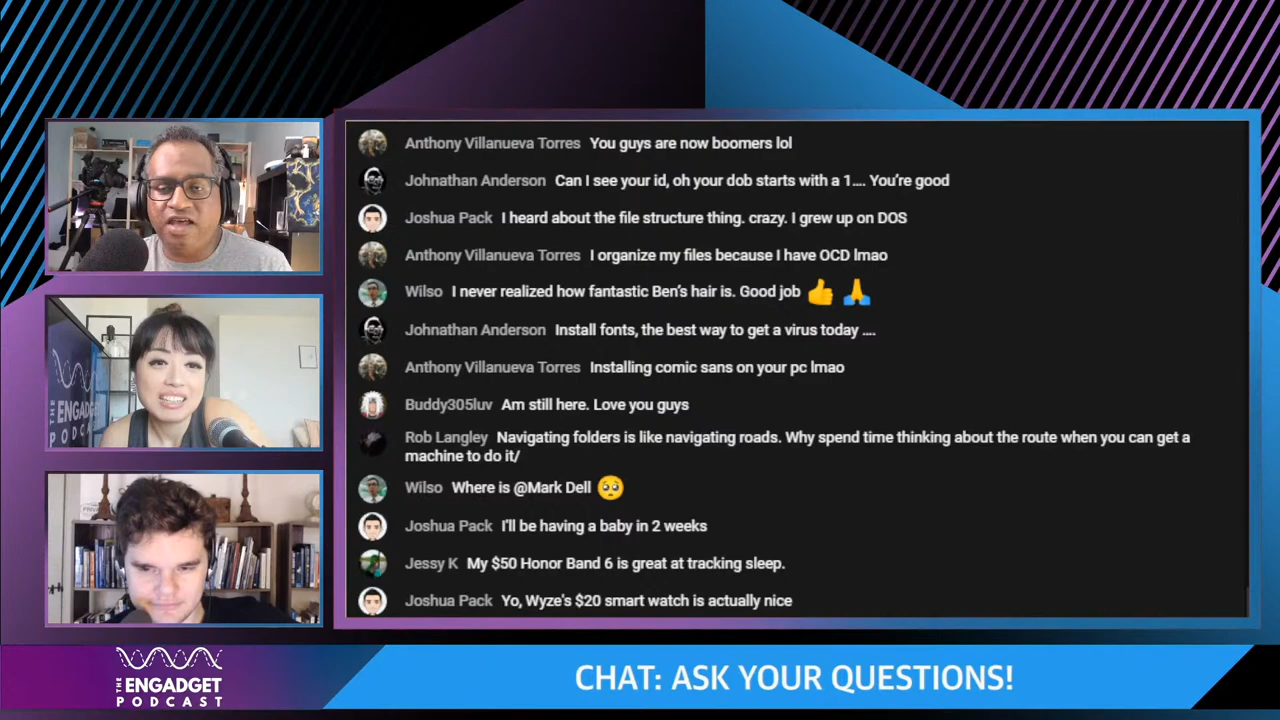 Anthony Villanueva Torres You guys are now boomers lol
Johnathan Anderson Can I see your id, oh your dob starts with a 1.... You're good
Joshua Pack I heard about the file structure thing. crazy. I grew up on DOS
Anthony Villanueva Torres I organize my files because I have OCD lmao
Wilso I never realized how fantastic Ben's hair is. Good job 👍 🙏
Johnathan Anderson Install fonts, the best way to get a virus today ....
Anthony Villanueva Torres Installing comic sans on your pc lmao
Buddy305luv Am still here. Love you guys
Rob Langley Navigating folders is like navigating roads. Why spend time thinking about the route when you can get a
machine to do it/
Wilso Where is @Mark Dell 🥺
Joshua Pack I'll be having a baby in 2 weeks
Jessy K My $50 Honor Band 6 is great at tracking sleep.
Joshua Pack Yo, Wyze's $20 smart watch is actually nice
THE ENGADGET
PODCAST
THE ENGADGET
PODCAST
CHAT: ASK YOUR QUESTIONS!